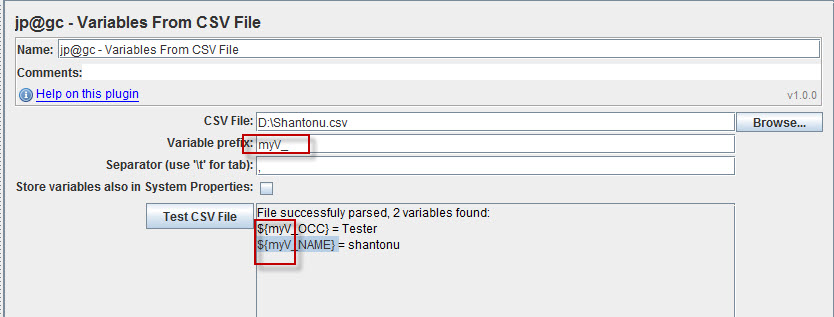 jp@gc - Variables From CSV File
Name: jp@gc - Variables From CSV File
Comments:
Help on this plugin v1.0.0
CSV File: D:\Shantonu.csv Browse...
Variable prefix: myV_
Separator (use '\t' for tab): ,
Store variables also in System Properties:
Test CSV File
File successfuly parsed, 2 variables found:
${myV_OCC} = Tester
${myV_NAME} = shantonu